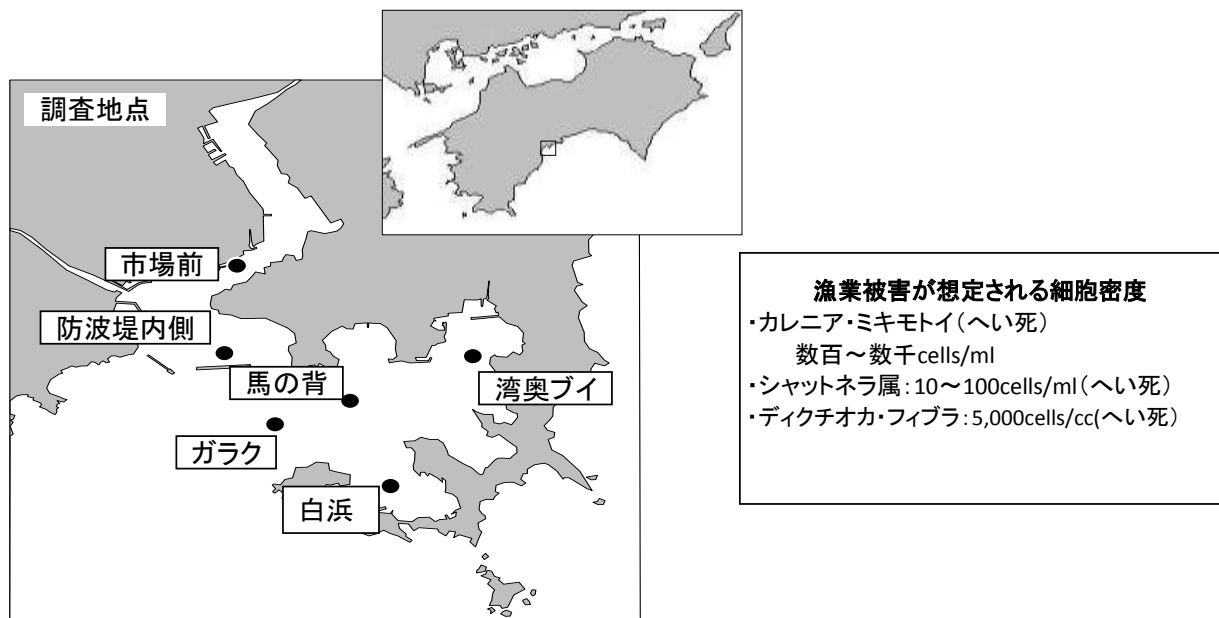 調査地点
市場前
防波堤内側
馬の背
湾奥ブイ
ガラク
白浜
漁業被害が想定される細胞密度
・カレニア・ミキモトイ(へい死)
数百～数千cells/ml
・シャットネラ属：10～100cells/ml(へい死)
・ディクチオカ・フィブラ：5,000cells/cc(へい死)